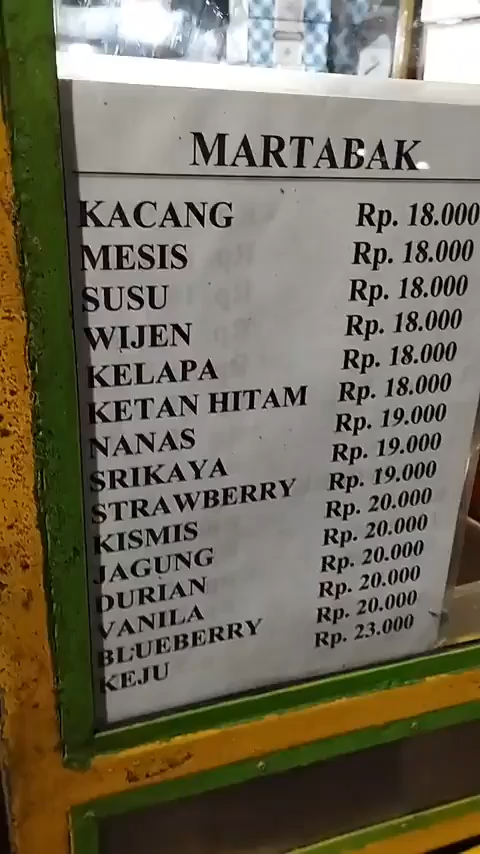 MARTABAK
KACANG Rp. 18.000
MESIS Rp. 18.000
SUSU Rp. 18.000
WIJEN Rp. 18.000
KELAPA Rp. 18.000
KETAN HITAM Rp. 18.000
NANAS Rp. 19.000
SRIKAYA Rp. 19.000
STRAWBERRY Rp. 19.000
KISMIS Rp. 20.000
JAGUNG Rp. 20.000
DURIAN Rp. 20.000
VANILA Rp. 20.000
BLUEBERRY Rp. 20.000
KEJU Rp. 23.000